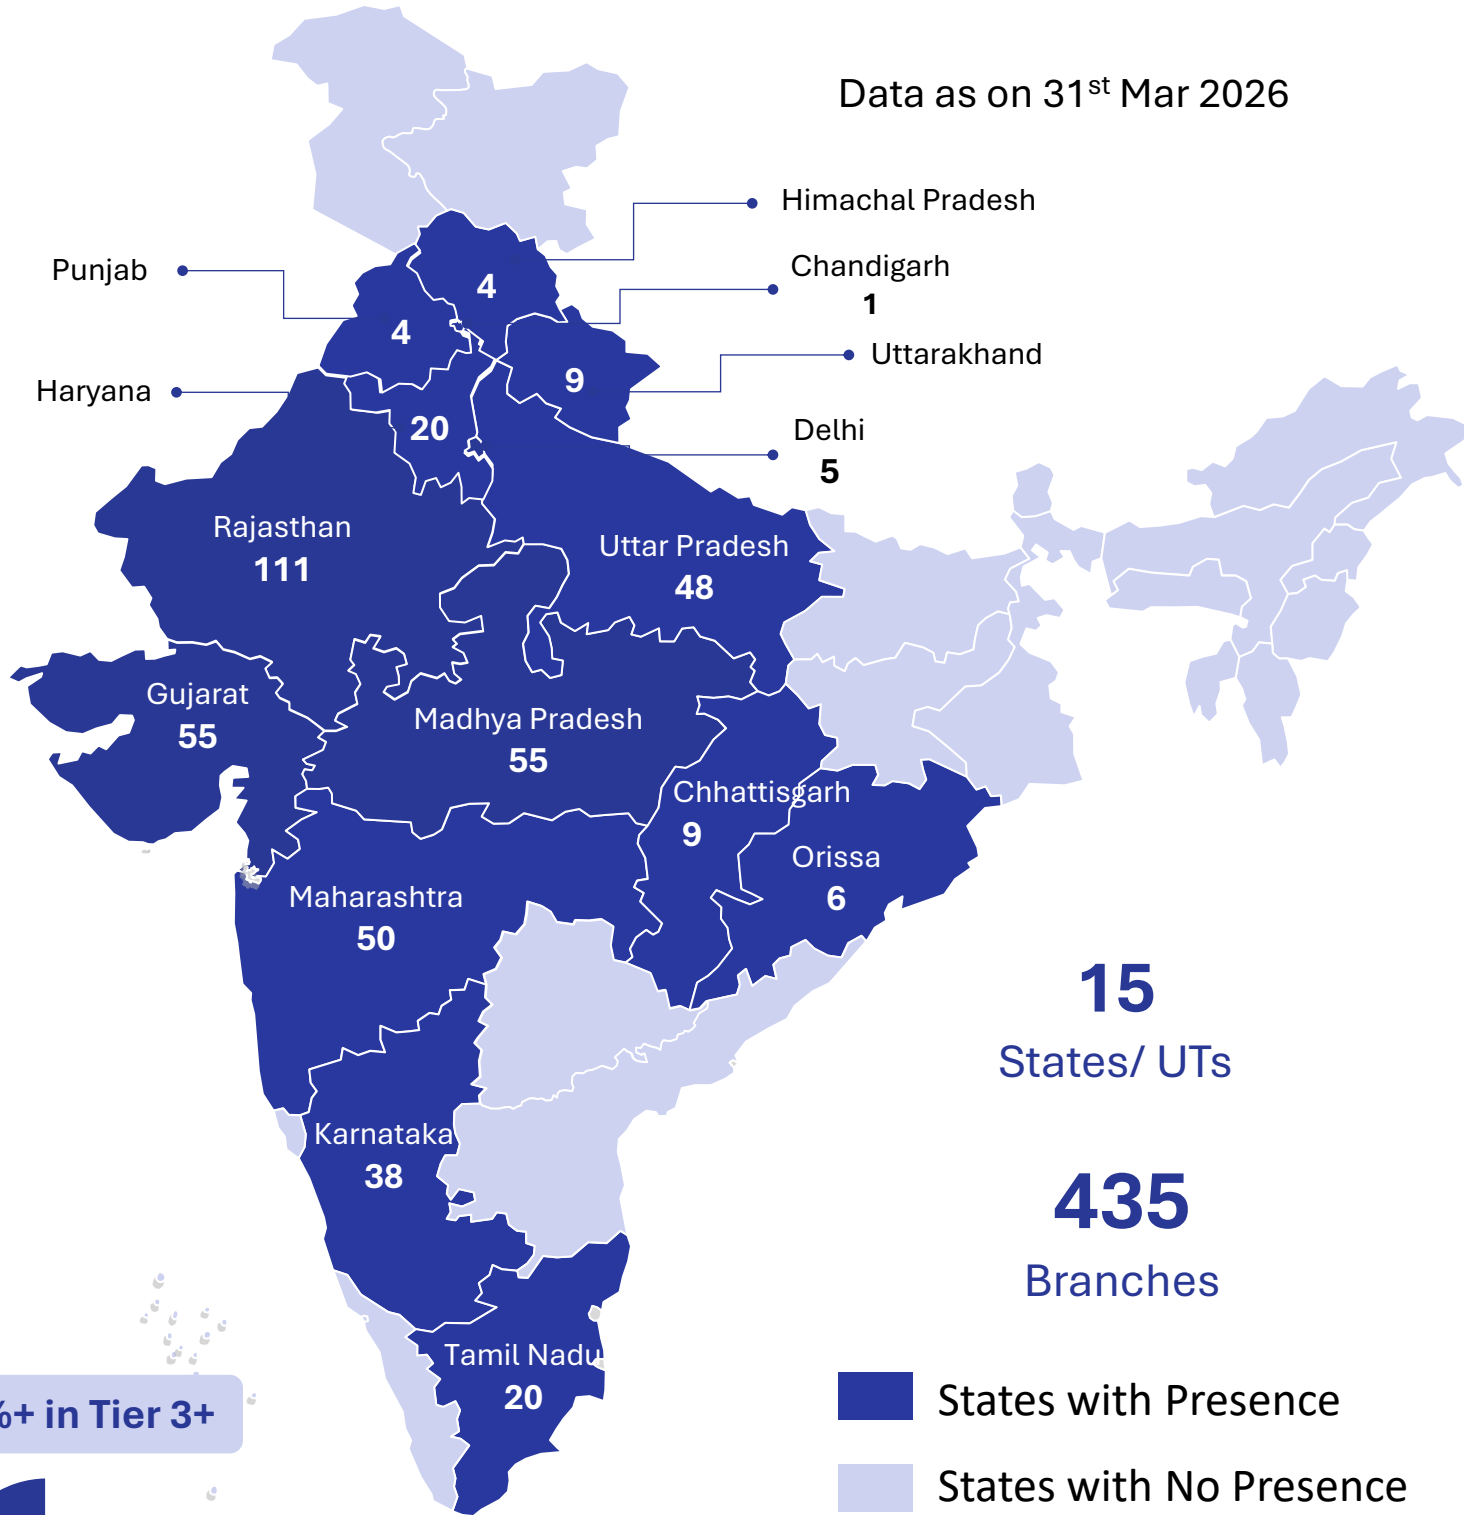 Data as on 31st Mar 2026
Himachal Pradesh
4
Punjab
4
Chandigarh
1
Uttarakhand
9
Haryana
20
Delhi
5
Rajasthan
111
Uttar Pradesh
48
Gujarat
55
Madhya Pradesh
55
Chhattisgarh
9
Orissa
6
Maharashtra
50
15
States/ UTs
Karnataka
38
435
Branches
Tamil Nadu
20
%+ in Tier 3+
States with Presence
States with No Presence